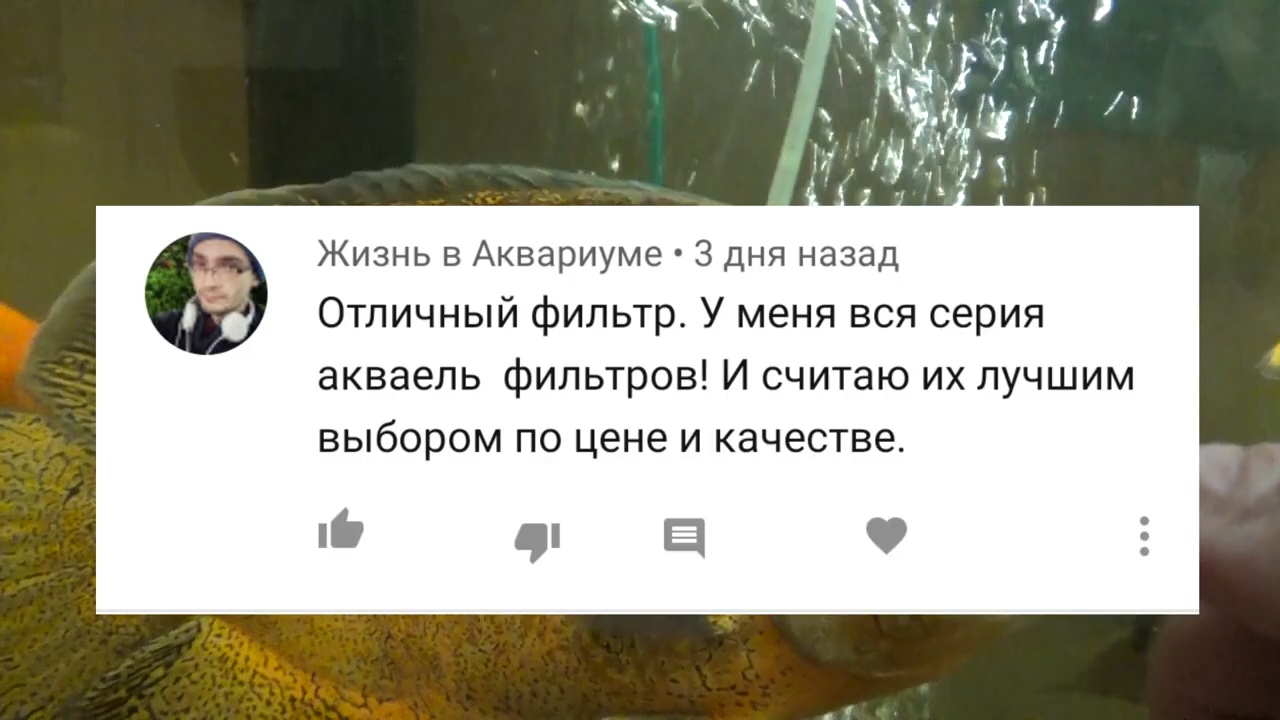 Жизнь в Аквариуме • 3 дня назад
Отличный фильтр. У меня вся серия
акваель  фильтров! И считаю их лучшим
выбором по цене и качестве.